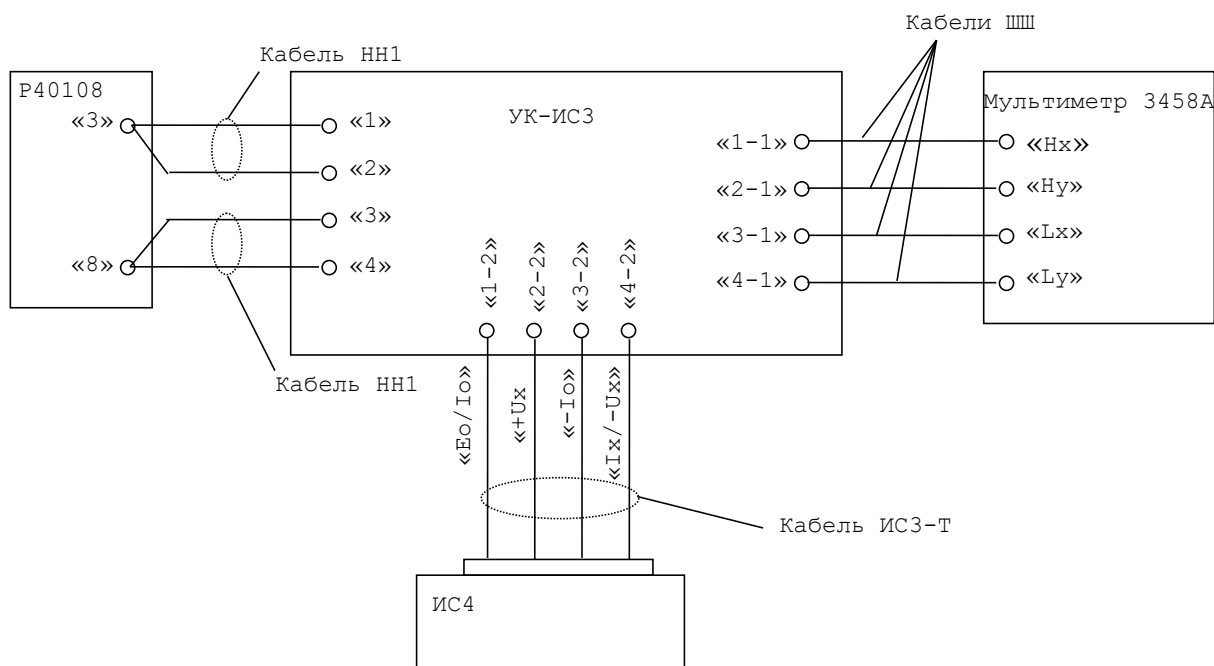 Кабели ШШ
Кабель НН1
Р40108
УК-ИС3
Мультиметр 3458А
«3»
«1»
«1-1»
«Hx»
«2»
«2-1»
«Hy»
«3»
«3-1»
«Lx»
«8»
«4»
«4-1»
«Ly»
«1-2»
«2-2»
«3-2»
«4-2»
Кабель НН1
«Eo/Io»
«+Ux
«-Io»
«Ix/-Ux»
Кабель ИС3-Т
ИС4